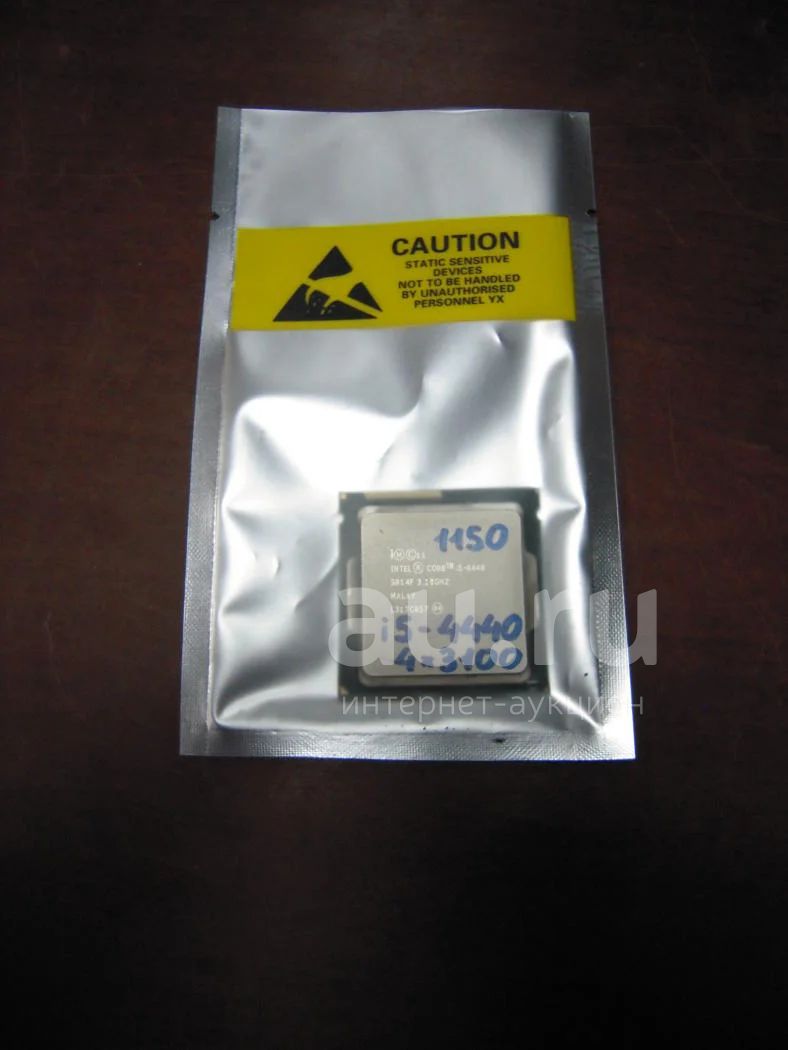 CAUTION
STATIC SENSITIVE
DEVICES
NOT TO BE HANDLED
BY UNAUTHORISED
PERSONNEL YX
1150
INTEL ® CORE™ i5-4440
SR14F 3.10GHZ
MALAY
i5-4440
4=3100
au.ru
интернет-аукцион